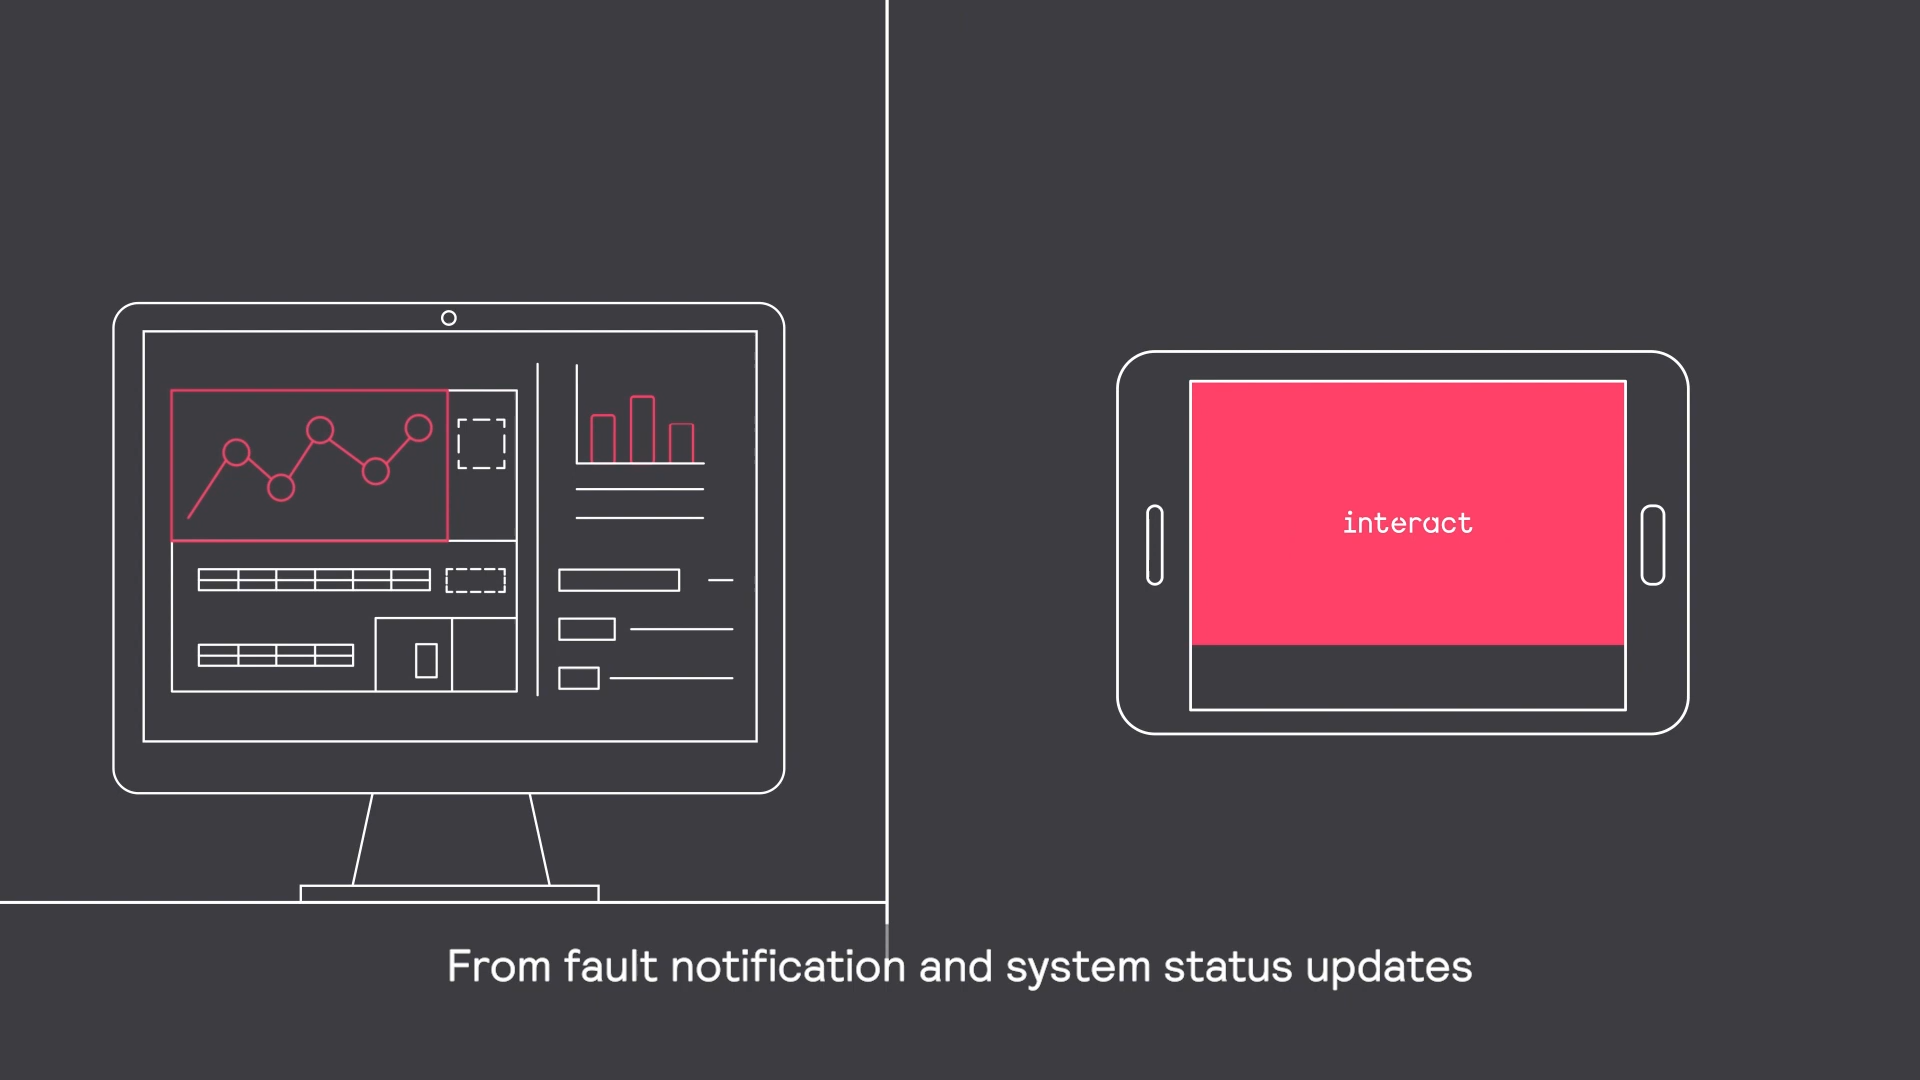 interact
From fault notification and system status updates